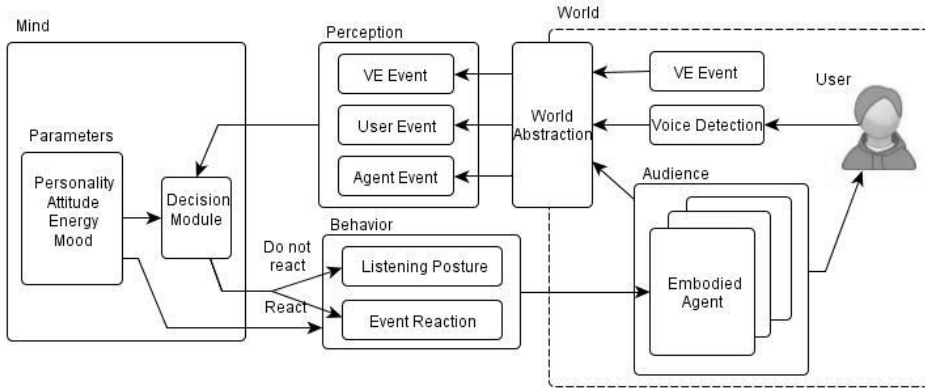 Mind
World
Perception
VE Event
User Event
Agent Event
World
Abstraction
VE Event
Voice Detection
User
Parameters
Personality
Attitude
Energy
Mood
Decision
Module
Audience
Embodied
Agent
Behavior
Do not
react
React
Listening Posture
Event Reaction